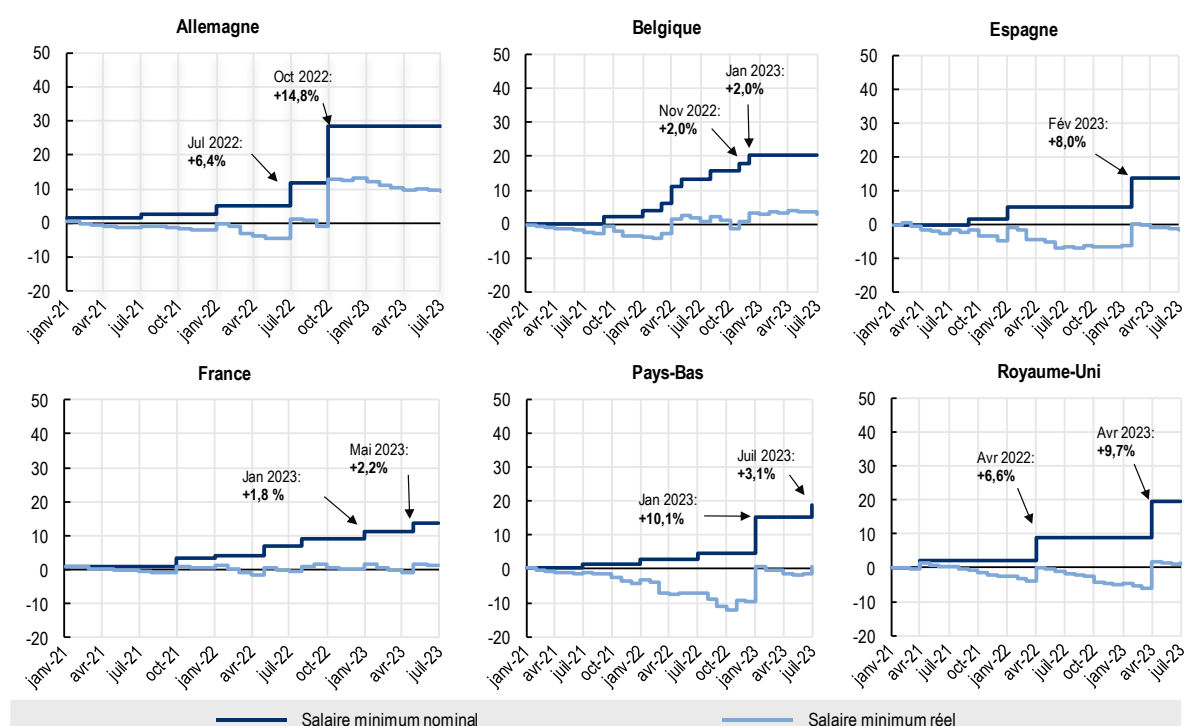 Allemagne
50
40
30
20
10
0
-10
-20
Oct 2022:
+14,8%
Jul 2022:
+6,4%
janv-21
avr-21
juil-21
oct-21
janv-22
avr-22
juil-22
oct-22
janv-23
avr-23
juil-23
Belgique
50
40
30
20
10
0
-10
-20
Jan 2023:
+2,0%
Nov 2022:
+2,0%
janv-21
avr-21
juil-21
oct-21
janv-22
avr-22
juil-22
oct-22
janv-23
avr-23
juil-23
Espagne
50
40
30
20
10
0
-10
-20
Fév 2023:
+8,0%
janv-21
avr-21
juil-21
oct-21
janv-22
avr-22
juil-22
oct-22
janv-23
avr-23
juil-23
France
50
40
30
20
10
0
-10
-20
Mai 2023:
+2,2%
Jan 2023:
+1,8 %
janv-21
avr-21
juil-21
oct-21
janv-22
avr-22
juil-22
oct-22
janv-23
avr-23
juil-23
Pays-Bas
50
40
30
20
10
0
-10
-20
Juil 2023:
+3,1%
Jan 2023:
+10,1%
janv-21
avr-21
juil-21
oct-21
janv-22
avr-22
juil-22
oct-22
janv-23
avr-23
juil-23
Royaume-Uni
50
40
30
20
10
0
-10
-20
Avr 2023:
+9,7%
Avr 2022:
+6,6%
janv-21
avr-21
juil-21
oct-21
janv-22
avr-22
juil-22
oct-22
janv-23
avr-23
juil-23
Salaire minimum nominal
Salaire minimum réel